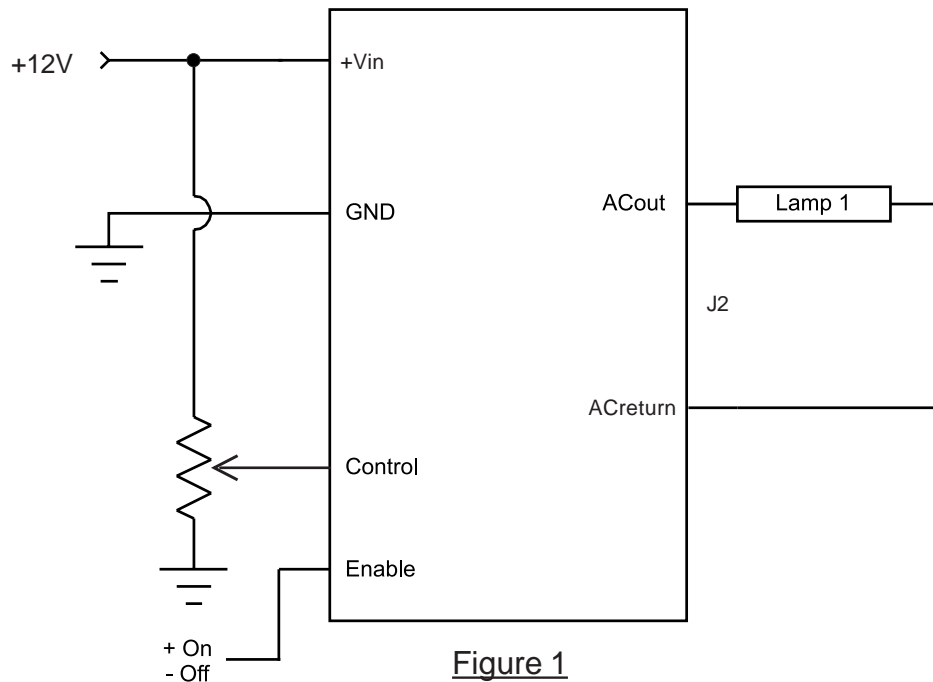 +12V
+Vin
GND
ACout
Lamp 1
J2
ACreturn
Control
Enable
+ On
- Off
Figure 1